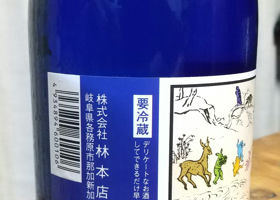 要冷蔵
デリケートなお酒
してできるだけ早
株式会社 林本店
岐阜県各務原市那加新加